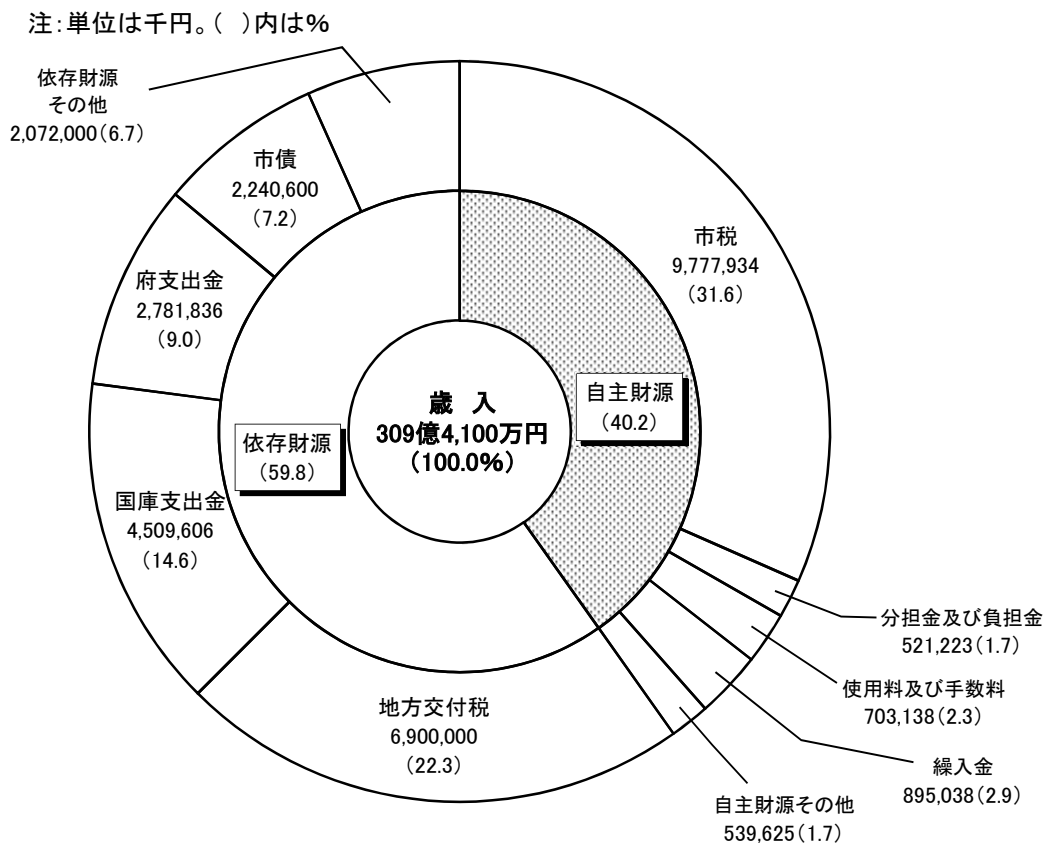 注:単位は千円。( )内は%
依存財源
その他
2,072,000(6.7)
市債
2,240,600
(7.2)
府支出金
2,781,836
(9.0)
国庫支出金
4,509,606
(14.6)
地方交付税
6,900,000
(22.3)
依存財源
(59.8)
歳 入
309億4,100万円
(100.0%)
自主財源
(40.2)
市税
9,777,934
(31.6)
分担金及び負担金
521,223(1.7)
使用料及び手数料
703,138(2.3)
繰入金
895,038(2.9)
自主財源その他
539,625(1.7)